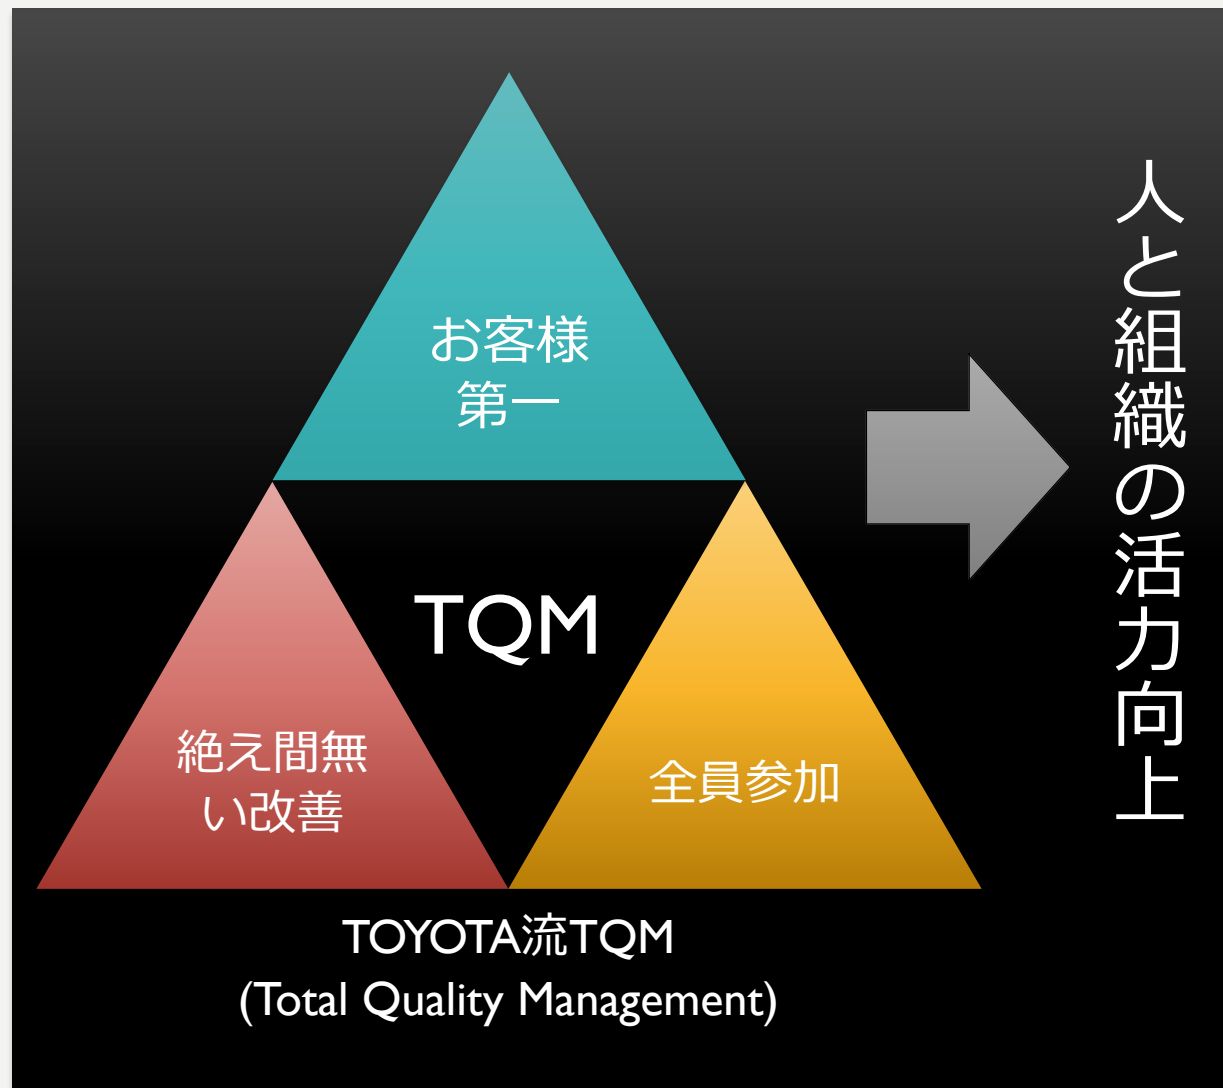 お客様
第一
TQM
絶え間無
い改善
全員参加
人と組織の活力向上
TOYOTA流TQM
(Total Quality Management)